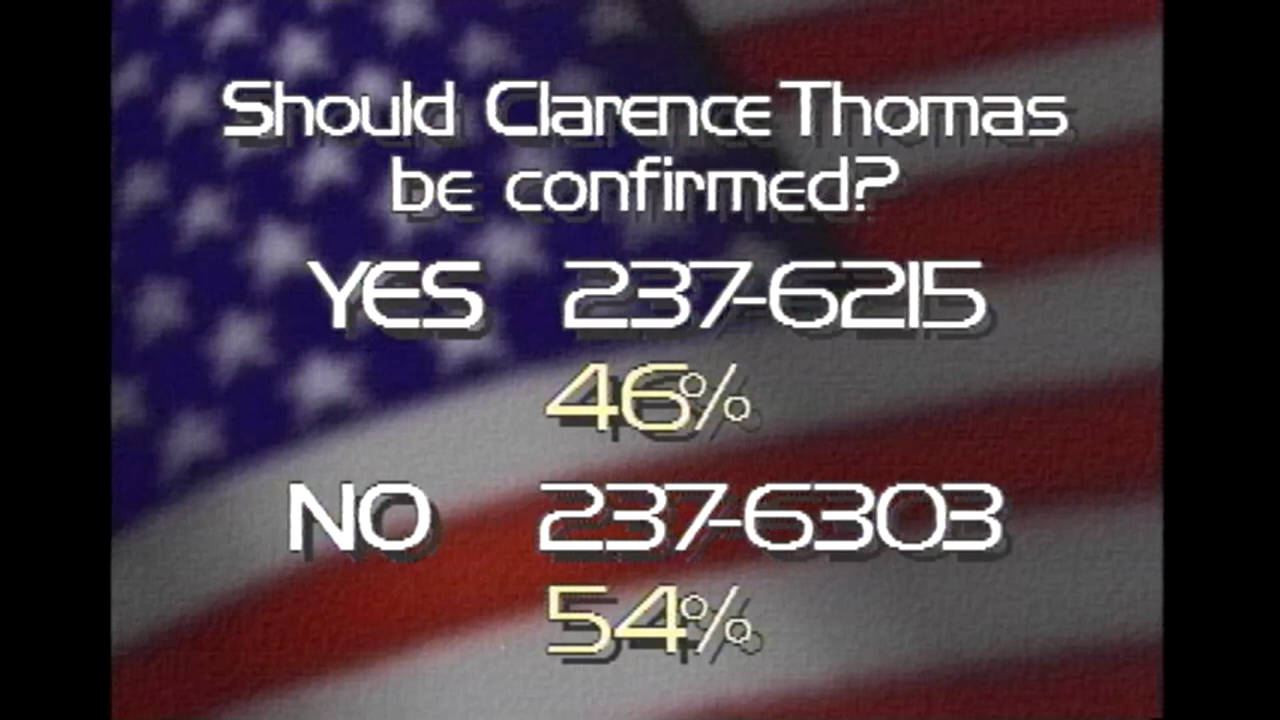 Should Clarence Thomas
be confirmed?
YES 237-6215
46%
NO 237-6303
54%